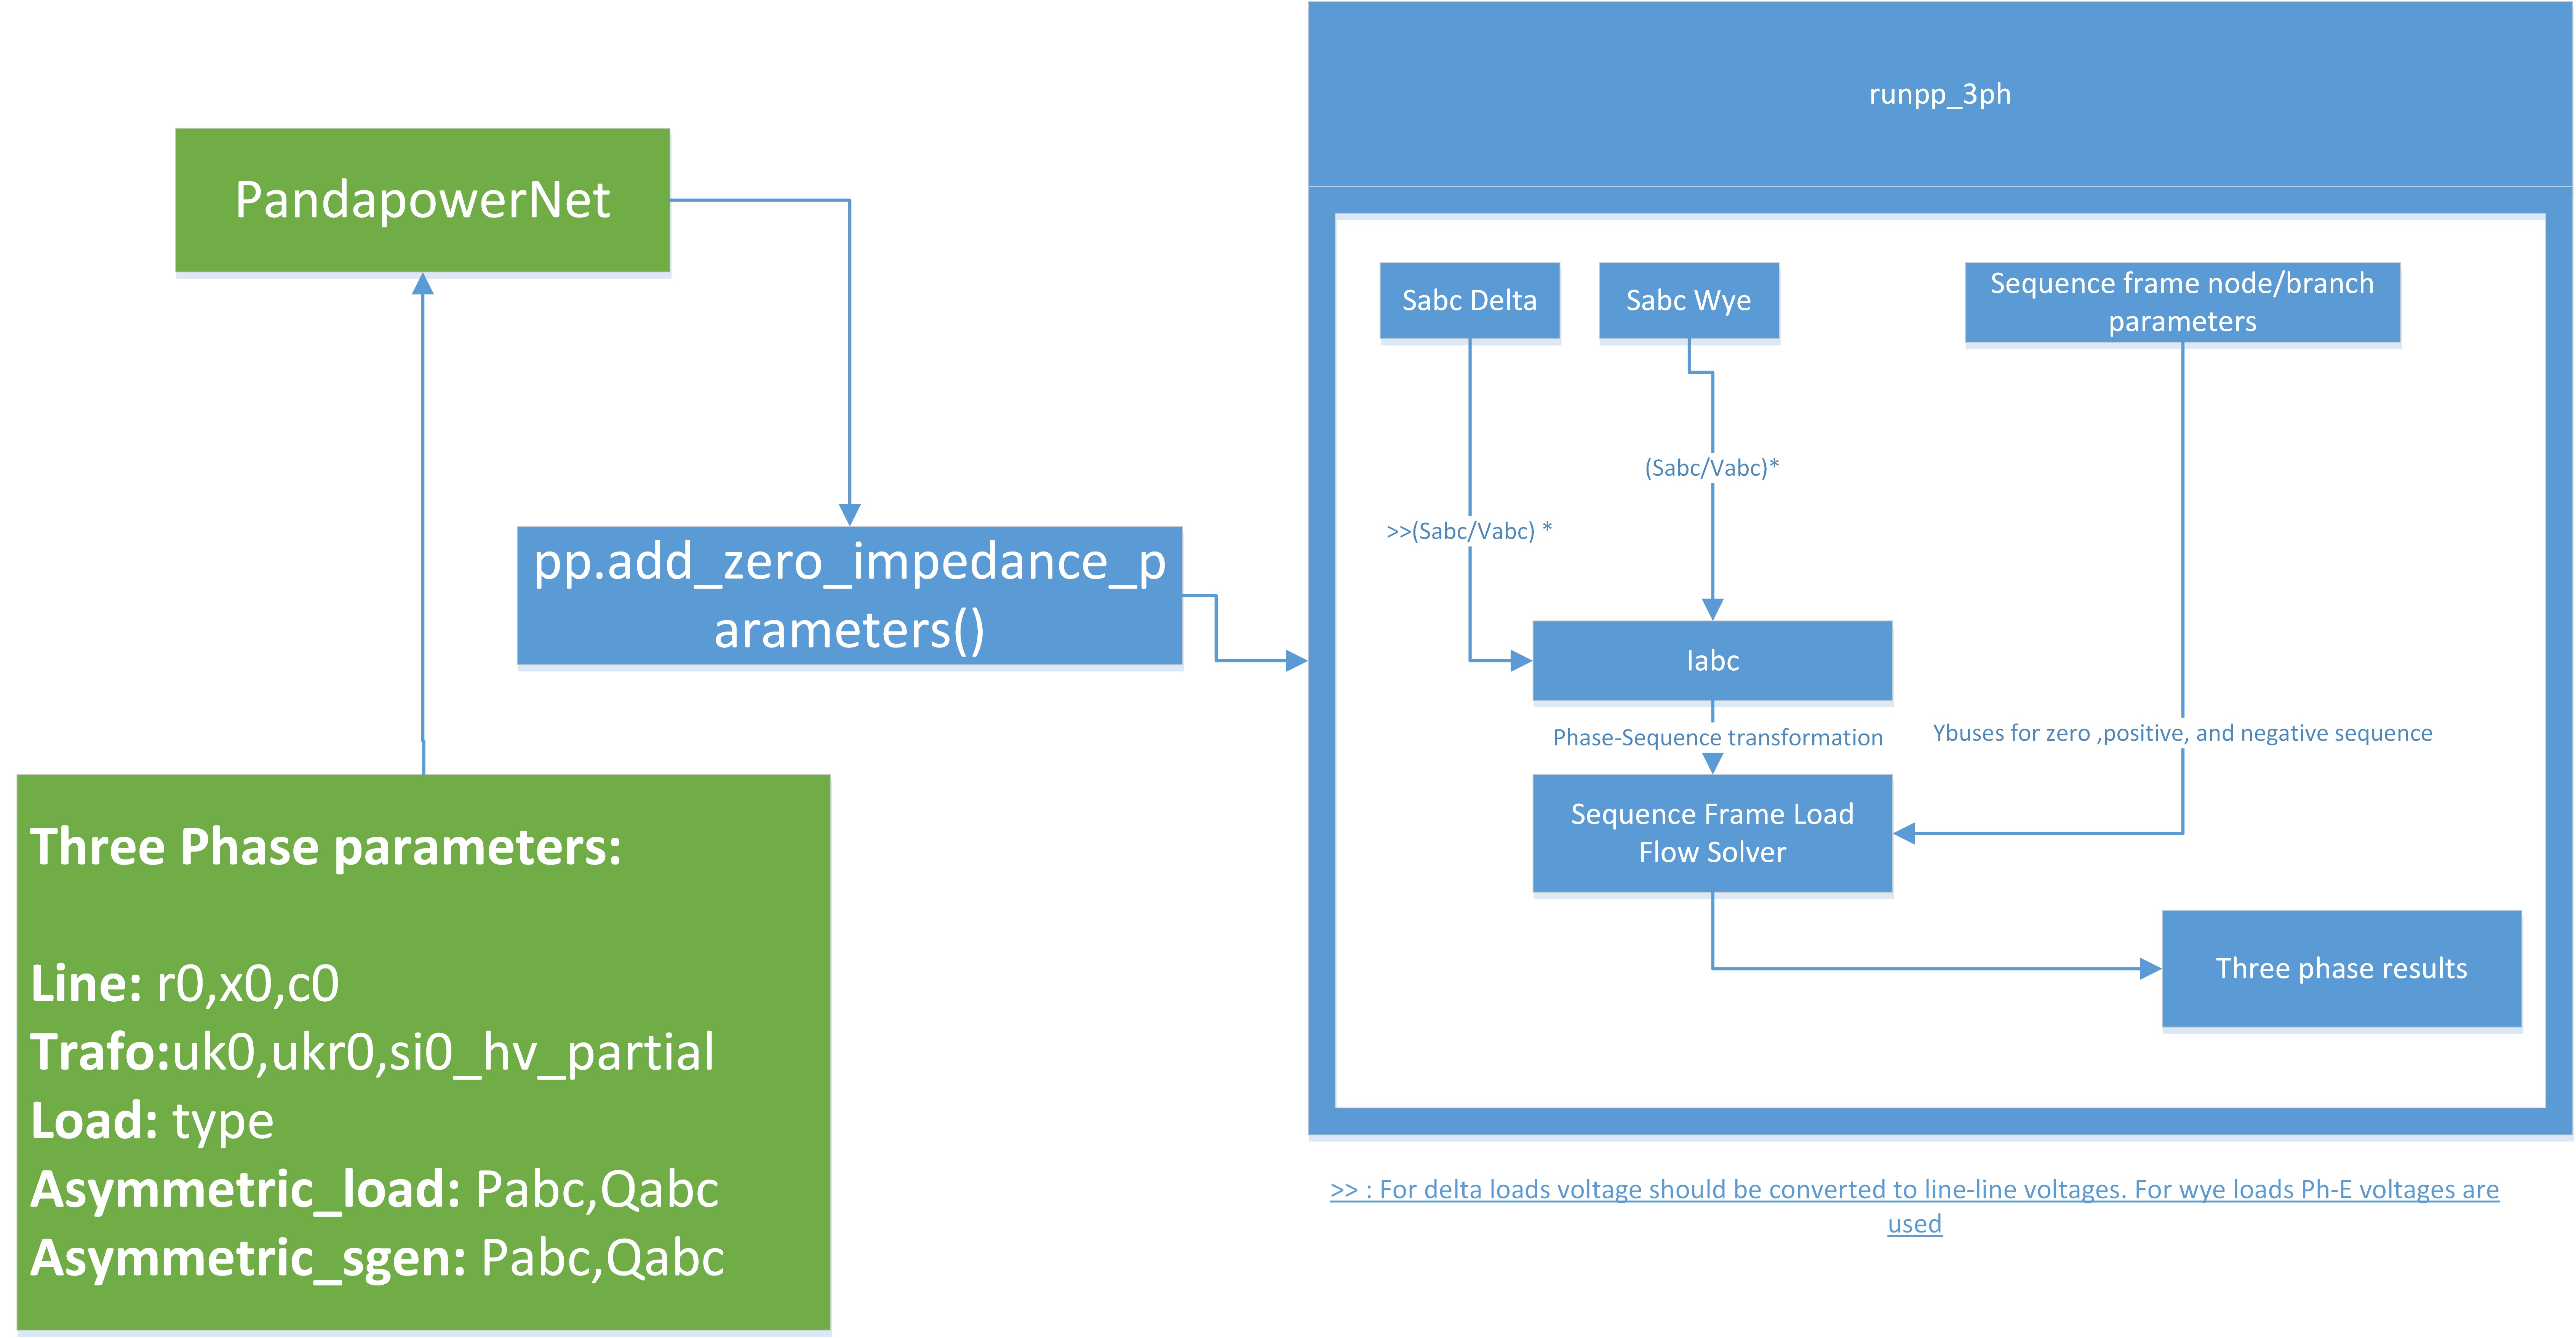 runpp_3ph
PandapowerNet
pp.add_zero_impedance_p
arameters()
Three Phase parameters:
Line: r0,x0,c0
Trafo:uk0,ukr0,si0_hv_partial
Load: type
Asymmetric_load: Pabc,Qabc
Asymmetric_sgen: Pabc,Qabc
Sabc Delta
Sabc Wye
Sequence frame node/branch
parameters
(Sabc/Vabc)*
>>(Sabc/Vabc) *
Iabc
Phase-Sequence transformation
Ybuses for zero ,positive, and negative sequence
Sequence Frame Load
Flow Solver
Three phase results
>> : For delta loads voltage should be converted to line-line voltages. For wye loads Ph-E voltages are
used